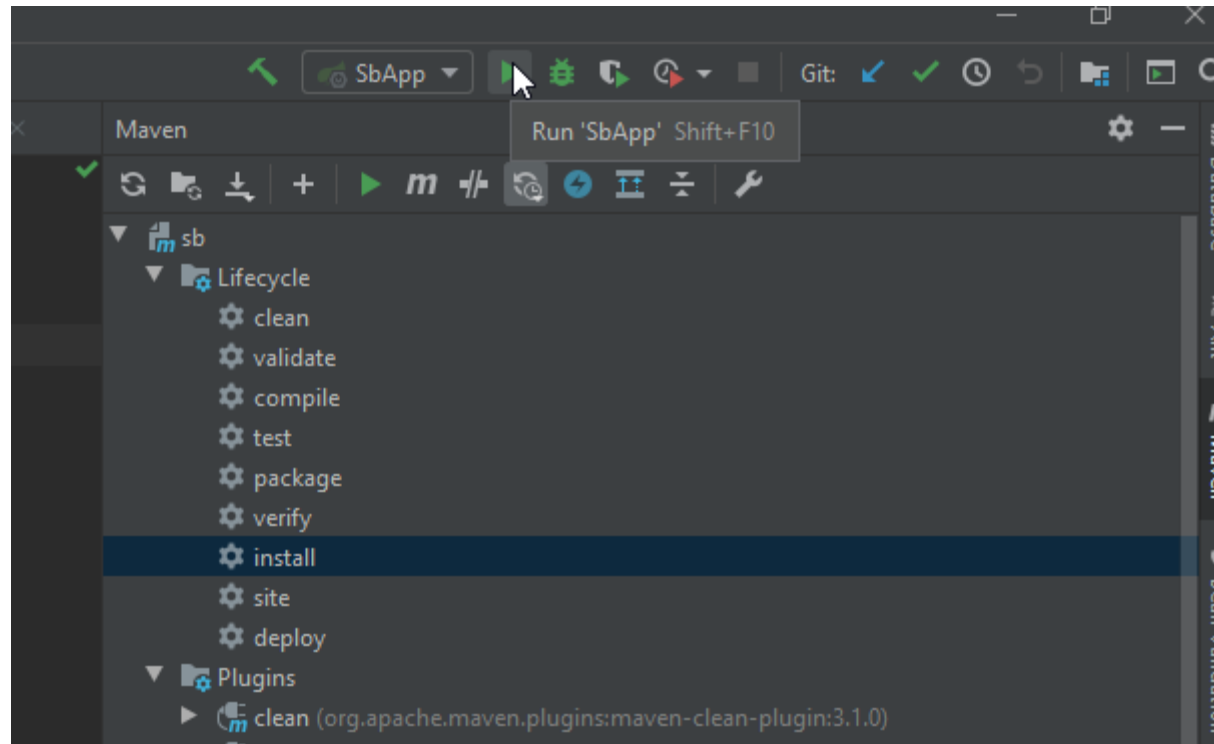 SbApp
Git:
Maven
Run 'SbApp' Shift+F10
m
sb
Lifecycle
clean
validate
compile
test
package
verify
install
site
deploy
Plugins
clean (org.apache.maven.plugins:maven-clean-plugin:3.1.0)